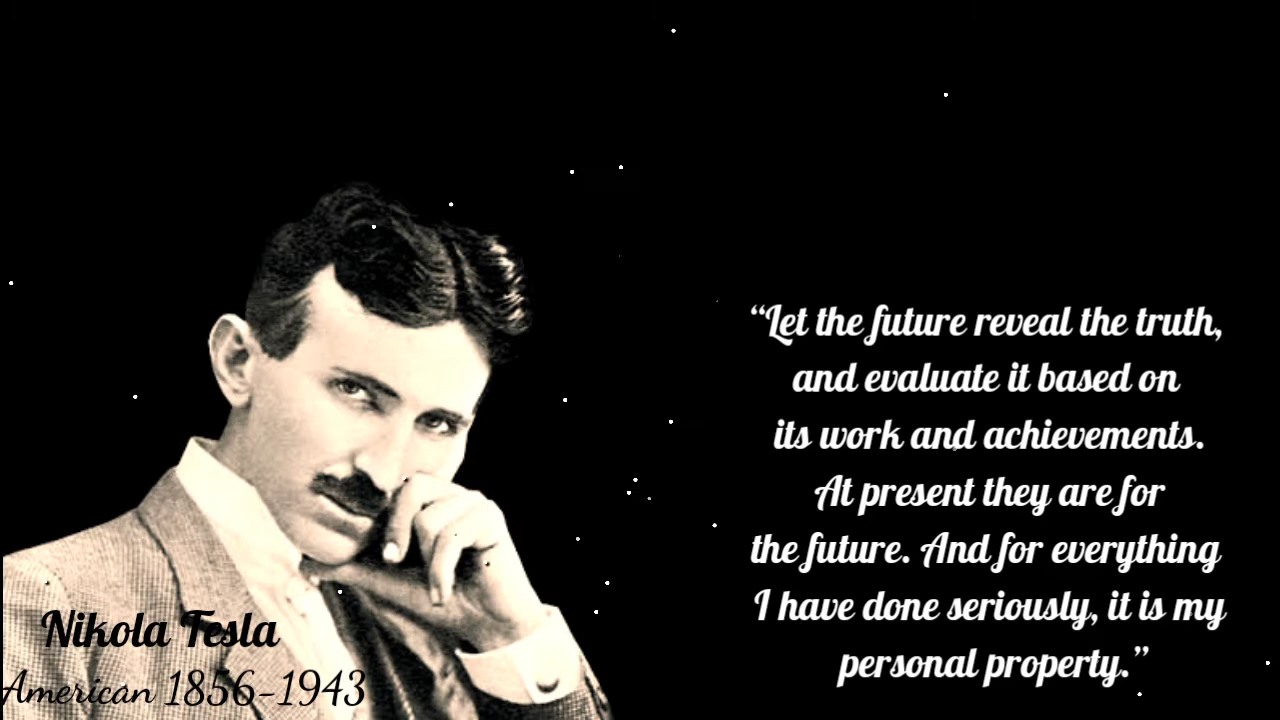 “Let the future reveal the truth,
and evaluate it based on
its work and achievements.
At present they are for
the future. And for everything
I have done seriously, it is my
personal property.”
Nikola Tesla
American 1856-1943